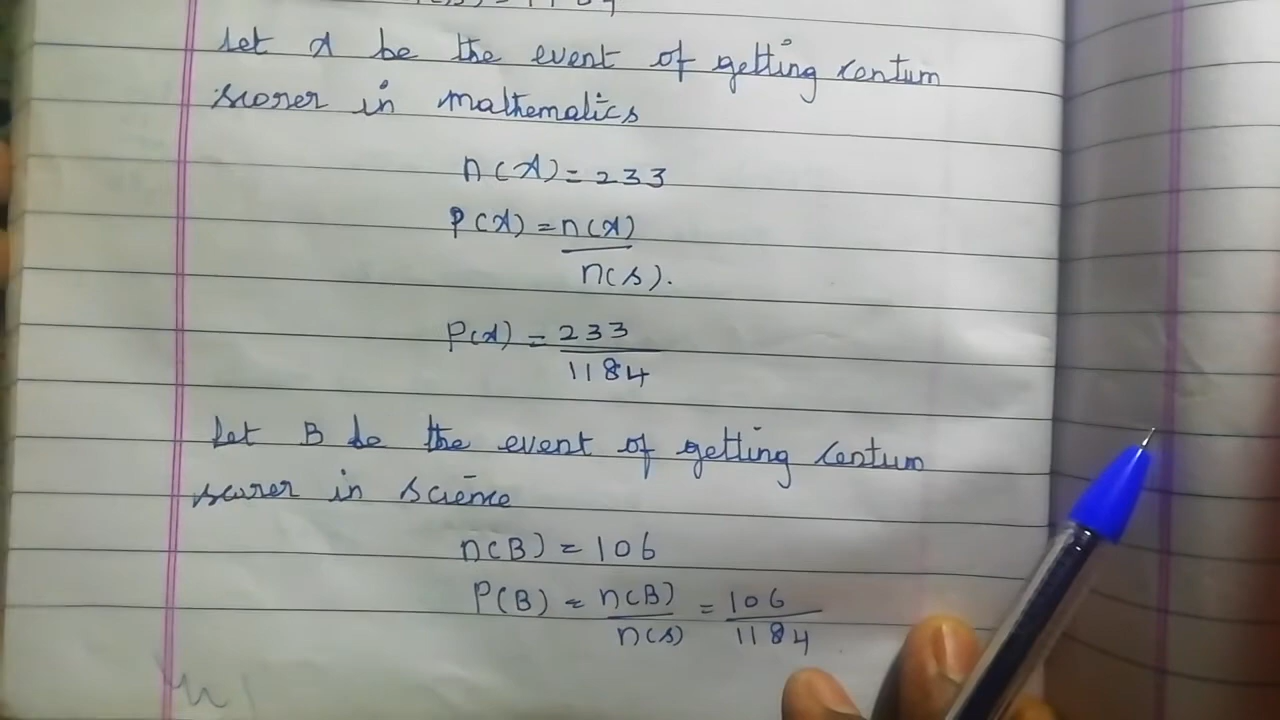 Let A be the event of getting centum
scorer in mathematics
n(A) = 233
P(A) = n(A)
n(s).
P(A) = 233
1184
Let B be the event of getting centum
scorer in science
n(B) = 106
P(B) = n(B) = 106
n(s) 1184